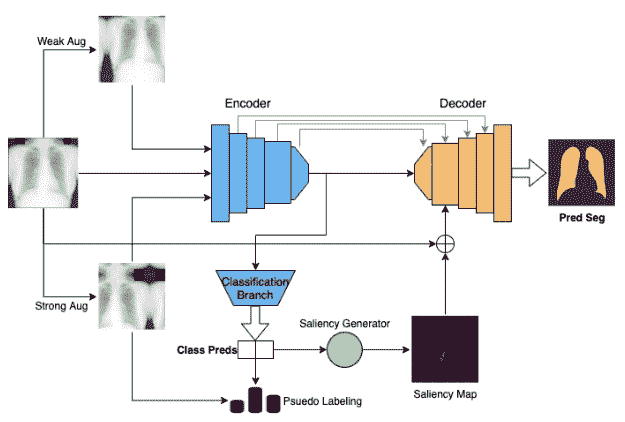 Weak Aug
Encoder
Decoder
Pred Seg
Strong Aug
Classification
Branch
Class Preds
Saliency Generator
Saliency Map
Psuedo Labeling